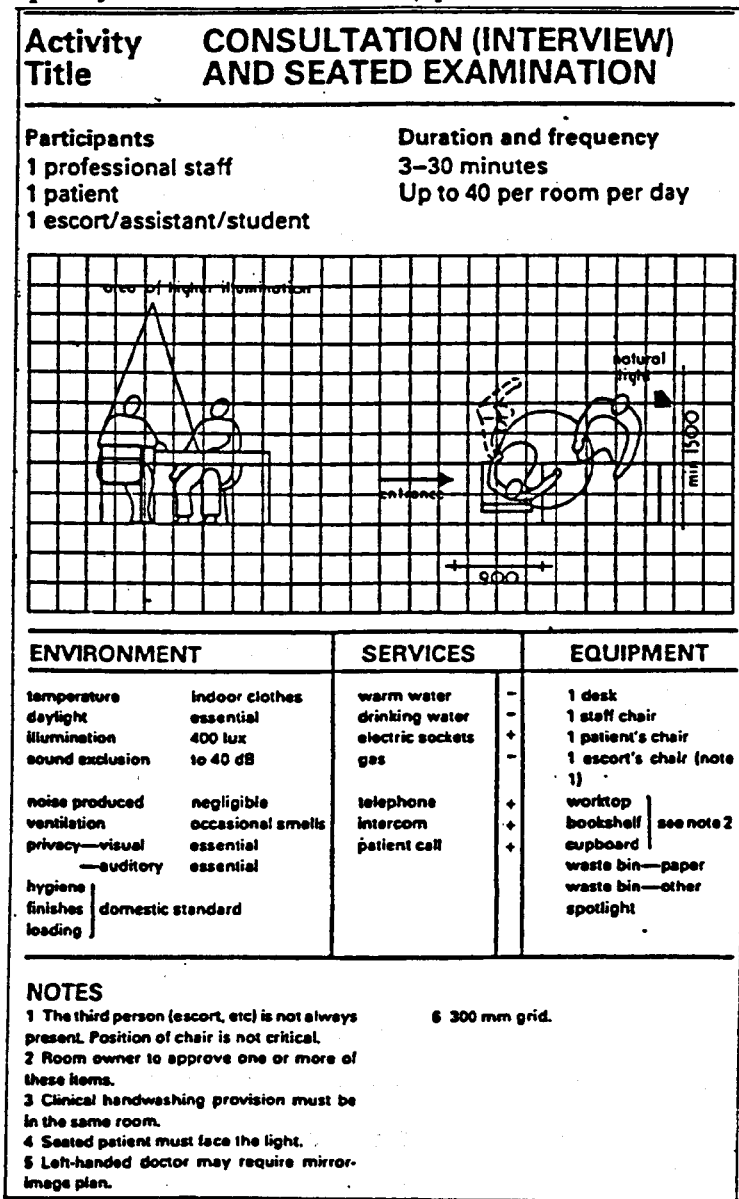 Activity Title
CONSULTATION (INTERVIEW) AND SEATED EXAMINATION
Participants
1 professional staff
1 patient
1 escort/assistant/student
Duration and frequency
3–30 minutes
Up to 40 per room per day
area of higher illumination
natural light
min 1500
entrance
900
ENVIRONMENT
temperature indoor clothes
daylight essential
illumination 400 lux
sound exclusion to 40 dB
noise produced negligible
ventilation occasional smells
privacy—visual essential
—auditory essential
hygiene
finishes domestic standard
loading
SERVICES
warm water -
drinking water -
electric sockets +
gas -
telephone +
intercom +
patient call +
EQUIPMENT
1 desk
1 staff chair
1 patient's chair
1 escort's chair (note
1)
worktop
bookshelf see note 2
cupboard
waste bin—paper
waste bin—other
spotlight
NOTES
1 The third person (escort, etc) is not always
present. Position of chair is not critical.
2 Room owner to approve one or more of
these items.
3 Clinical handwashing provision must be
in the same room.
4 Seated patient must face the light.
5 Left-handed doctor may require mirror-
image plan.
6 300 mm grid.